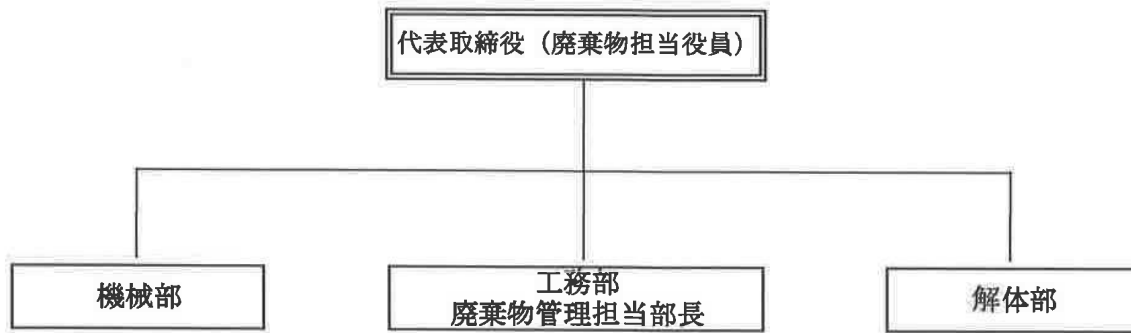 代表取締役（廃棄物担当役員）
機械部
工務部
廃棄物管理担当部長
解体部